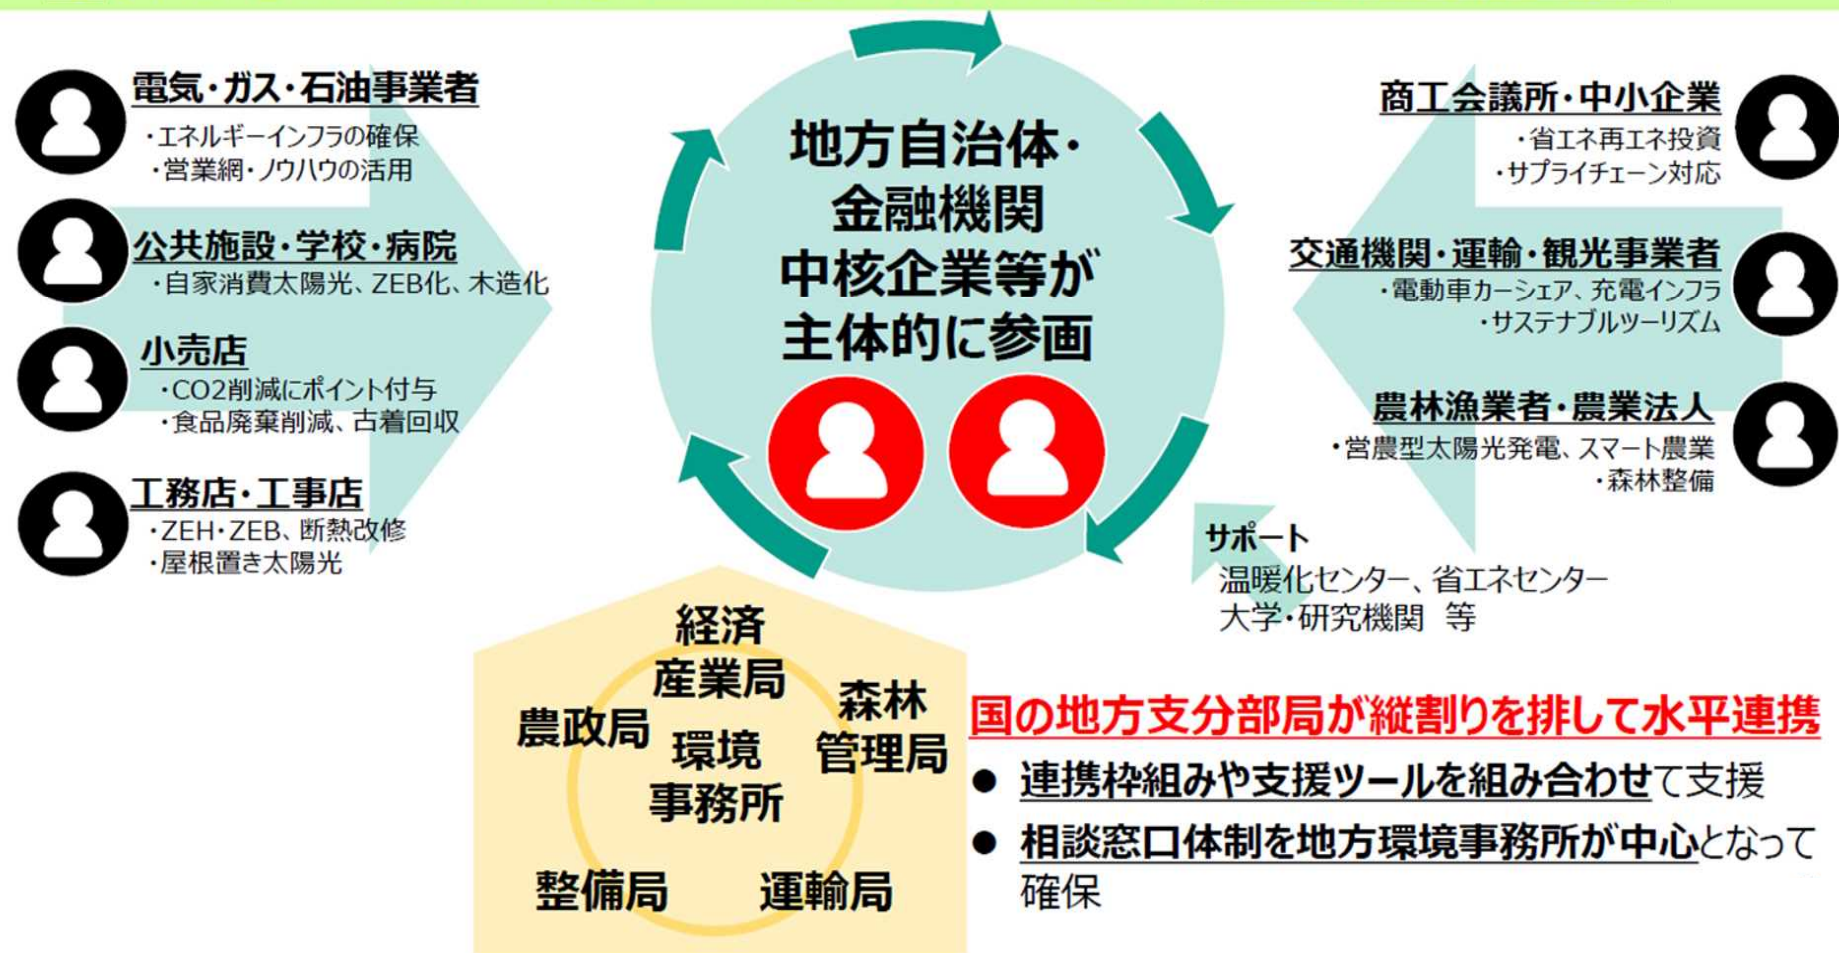 電気・ガス・石油事業者
・エネルギーインフラの確保
・営業網・ノウハウの活用
公共施設・学校・病院
・自家消費太陽光、ZEB化、木造化
小売店
・CO2削減にポイント付与
・食品廃棄削減、古着回収
工務店・工事店
・ZEH・ZEB、断熱改修
・屋根置き太陽光
地方自治体・
金融機関
中核企業等が
主体的に参画
商工会議所・中小企業
・省エネ再エネ投資
・サプライチェーン対応
交通機関・運輸・観光事業者
・電動車カーシェア、充電インフラ
・サステナブルツーリズム
農林漁業者・農業法人
・営農型太陽光発電、スマート農業
・森林整備
サポート
温暖化センター、省エネセンター
大学・研究機関 等
経済
産業局
農政局
森林
管理局
環境
事務所
整備局
運輸局
国の地方支分部局が縦割りを排して水平連携
● 連携枠組みや支援ツールを組み合わせて支援
● 相談窓口体制を地方環境事務所が中心となって
確保